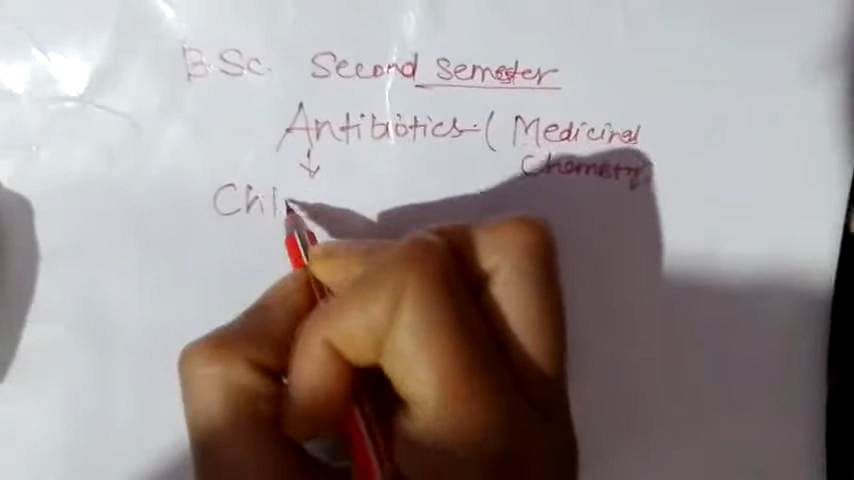 B.Sc. Second semester
Antibiotics-( Medicinal
Chemistry)
Chl